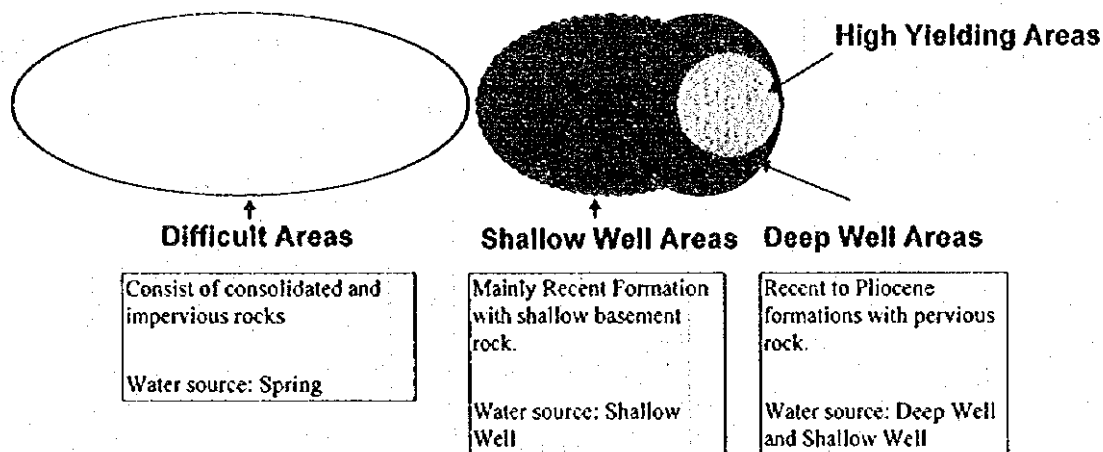 High Yielding Areas
Difficult Areas
Shallow Well Areas
Deep Well Areas
Consist of consolidated and
impervious rocks
Water source: Spring
Mainly Recent Formation
with shallow basement
rock.
Water source: Shallow
Well
Recent to Pliocene
formations with pervious
rock.
Water source: Deep Well
and Shallow Well